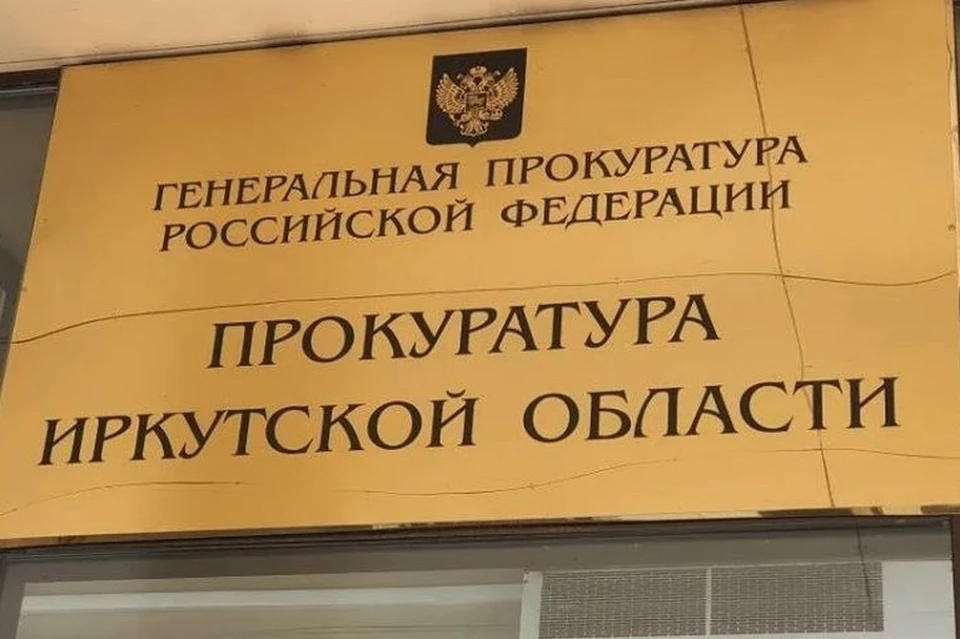 ГЕНЕРАЛЬНАЯ ПРОКУРАТУРА
РОССИЙСКОЙ ФЕДЕРАЦИИ
ПРОКУРАТУРА
ИРКУТСКОЙ ОБЛАСТИ